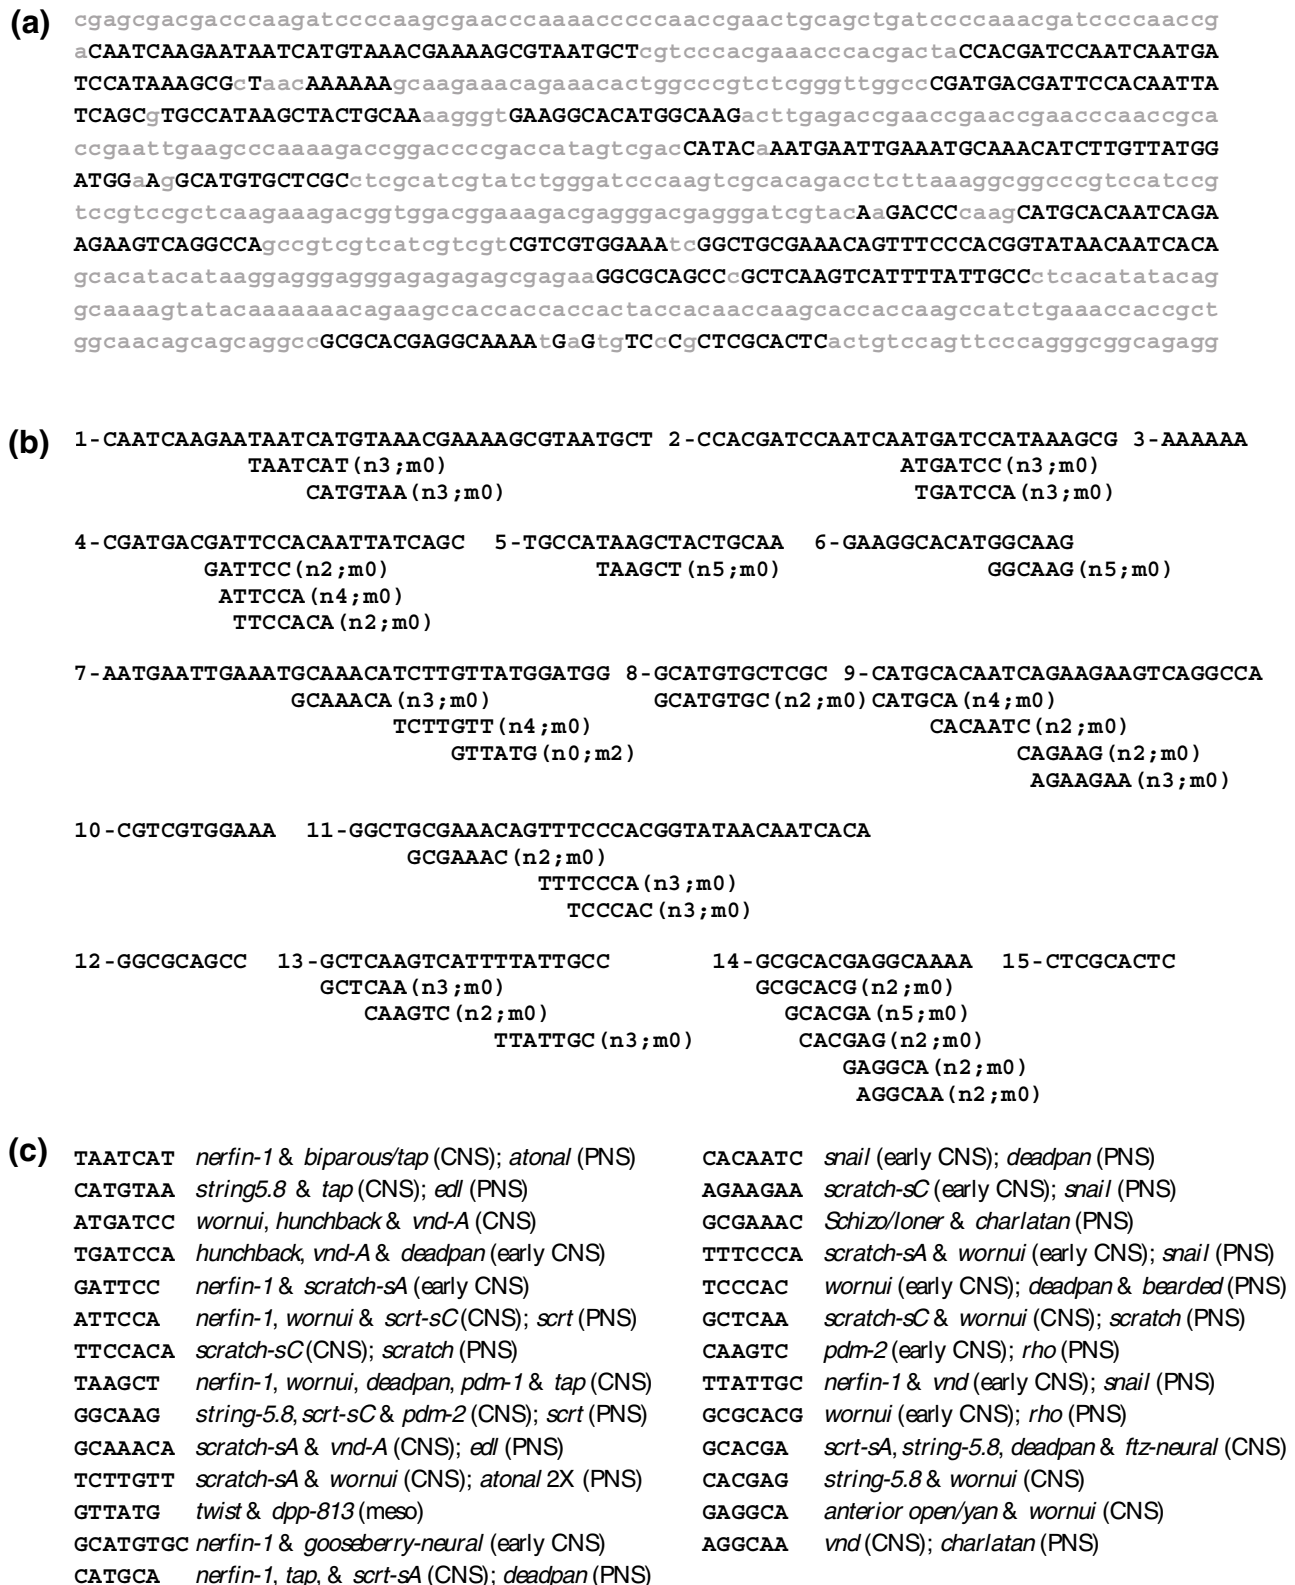 (a) cgagcgacgacgacccaagatccccaagcgaacccaaaacccccaaccgaactgcagctgatccccaaacgatccccaaccg
aCAATCAAGAATAATCATGTAAACGAAAAGCGTAATGCTcgtcccacgaaacccacgactaCCACGATCCAATCAATGA
TCCATAAAGCGcTaacAAAAAAgcaagaaacagaaacactggcccgtctcgggttggccCGATGACGATTCCACAATTA
TCAGCgTGCCATAAGCTACTGCAAaagggtGAAGGCACATGGCAAGacttgagaccgaaccgaaccgaacccaaccgca
ccgaattgaagcccaaaagaccggaccccgaccatagtcgacCATACaAATGAATTGAAATGCAAACATCTTGTTATGG
ATGGaAgGCATGTGCTCGCctcgcatcgtatctgggatcccaagtcgcacagacctcttaaaggcggcccgtccatccg
tccgtccgctcaagaaagacggtggacggaaagacgagggacgagggatcgtacAaGACCCcaagCATGCACAATCAGA
AGAAGTCAGGCCAgccgtcgtcatcgtcgtCGTCGTGGAAAtcGGCTGCGAAACAGTTTCCCACGGTATAACAATCACA
gcacatacataaggagggagggagagagagcgagaaGGCGCAGCCcGCTCAAGTCATTTTATTGCCctcacatatacag
gcaaaagtatacaaaaaaacagaagccaccaccaccactaccacaaccaagcaccaccaagccatctgaaaccaccgct
ggcaacagcagcaggccGCGCACGAGGCAAAAtGaGtgTCcCgCTCGCACTCactgtccagttcccagggcggcagagg
(b) 1-CAATCAAGAATAATCATGTAAACGAAAAGCGTAATGCT 2-CCACGATCCAATCAATGATCCATAAAGCG 3-AAAAAA
TAATCAT(n3;m0) ATGATCC(n3;m0)
CATGTAA(n3;m0) TGATCCA(n3;m0)
4-CGATGACGATTCCACAATTATCAGC 5-TGCCATAAGCTACTGCAA 6-GAAGGCACATGGCAAG
GATTCC(n2;m0) TAAGCT(n5;m0) GGCAAG(n5;m0)
ATTCCA(n4;m0)
TTCCACA(n2;m0)
7-AATGAATTGAAATGCAAACATCTTGTTATGGATGG 8-GCATGTGCTCGC 9-CATGCACAATCAGAAGAAGTCAGGCCA
GCAAACA(n3;m0) GCATGTGC(n2;m0) CATGCA(n4;m0)
TCTTGTT(n4;m0) CACAATC(n2;m0)
GTTATG(n0;m2) CAGAAG(n2;m0)
AGAAGAA(n3;m0)
10-CGTCGTGGAAA 11-GGCTGCGAAACAGTTTCCCACGGTATAACAATCACA
GCGAAAC(n2;m0)
TTTCCCA(n3;m0)
TCCCAC(n3;m0)
12-GGCGCAGCC 13-GCTCAAGTCATTTTATTGCC 14-GCGCACGAGGCAAAA 15-CTCGCACTC
GCTCAA(n3;m0) GCGCACG(n2;m0)
CAAGTC(n2;m0) GCACGA(n5;m0)
TTATTGC(n3;m0) CACGAG(n2;m0)
GAGGCA(n2;m0)
AGGCAA(n2;m0)
(c) TAATCAT nerfin-1 & biparous/tap (CNS); atonal (PNS) CACAATC snail (early CNS); deadpan (PNS)
CATGTAA string5.8 & tap (CNS); edl (PNS) AGAAGAA scratch-sC (early CNS); snail (PNS)
ATGATCC wornui, hunchback & vnd-A (CNS) GCGAAAC Schizo/loner & charlatan (PNS)
TGATCCA hunchback, vnd-A & deadpan (early CNS) TTTCCCA scratch-sA & wornui (early CNS); snail (PNS)
GATTCC nerfin-1 & scratch-sA (early CNS) TCCCAC wornui (early CNS); deadpan & bearded (PNS)
ATTCCA nerfin-1, wornui & scrt-sC (CNS); scrt (PNS) GCTCAA scratch-sC & wornui (CNS); scratch (PNS)
TTCCACA scratch-sC (CNS); scratch (PNS) CAAGTC pdm-2 (early CNS); rho (PNS)
TAAGCT nerfin-1, wornui, deadpan, pdm-1 & tap (CNS) TTATTGC nerfin-1 & vnd (early CNS); snail (PNS)
GGCAAG string-5.8, scrt-sC & pdm-2 (CNS); scrt (PNS) GCGCACG wornui (early CNS); rho (PNS)
GCAAACA scratch-sA & vnd-A (CNS); edl (PNS) GCACGA scrt-sA, string-5.8, deadpan & ftz-neural (CNS)
TCTTGTT scratch-sA & wornui (CNS); atonal 2X (PNS) CACGAG string-5.8 & wornui (CNS)
GTTATG twist & dpp-813 (meso) GAGGCA anterior open/yan & wornui (CNS)
GCATGTGC nerfin-1 & gooseberry-neural (early CNS) AGGCAA vnd (CNS); charlatan (PNS)
CATGCA nerfin-1, tap, & scrt-sA (CNS); deadpan (PNS)